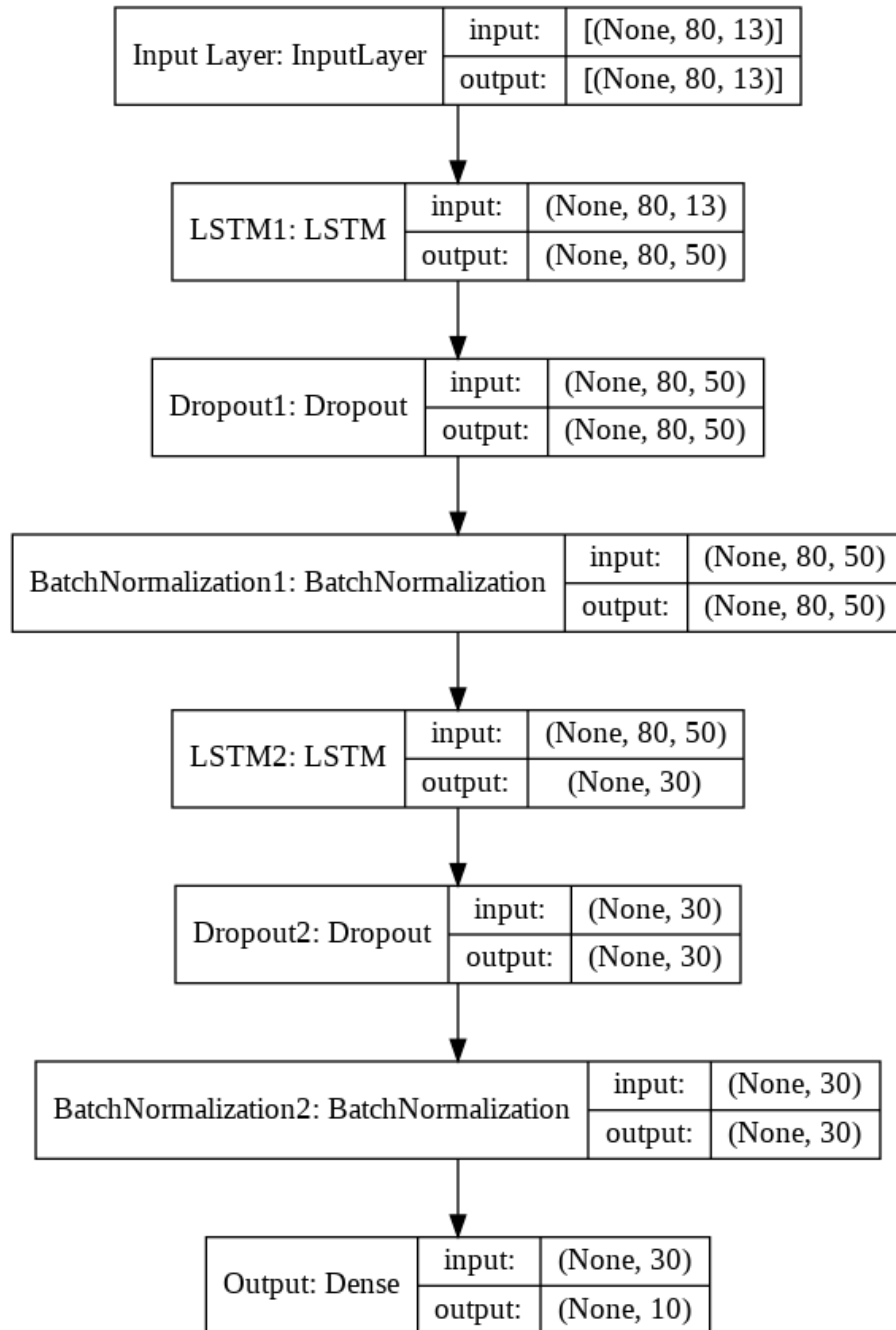 Input Layer: InputLayer
input: [(None, 80, 13)]
output: [(None, 80, 13)]
LSTM1: LSTM
input: (None, 80, 13)
output: (None, 80, 50)
Dropout1: Dropout
input: (None, 80, 50)
output: (None, 80, 50)
BatchNormalization1: BatchNormalization
input: (None, 80, 50)
output: (None, 80, 50)
LSTM2: LSTM
input: (None, 80, 50)
output: (None, 30)
Dropout2: Dropout
input: (None, 30)
output: (None, 30)
BatchNormalization2: BatchNormalization
input: (None, 30)
output: (None, 30)
Output: Dense
input: (None, 30)
output: (None, 10)